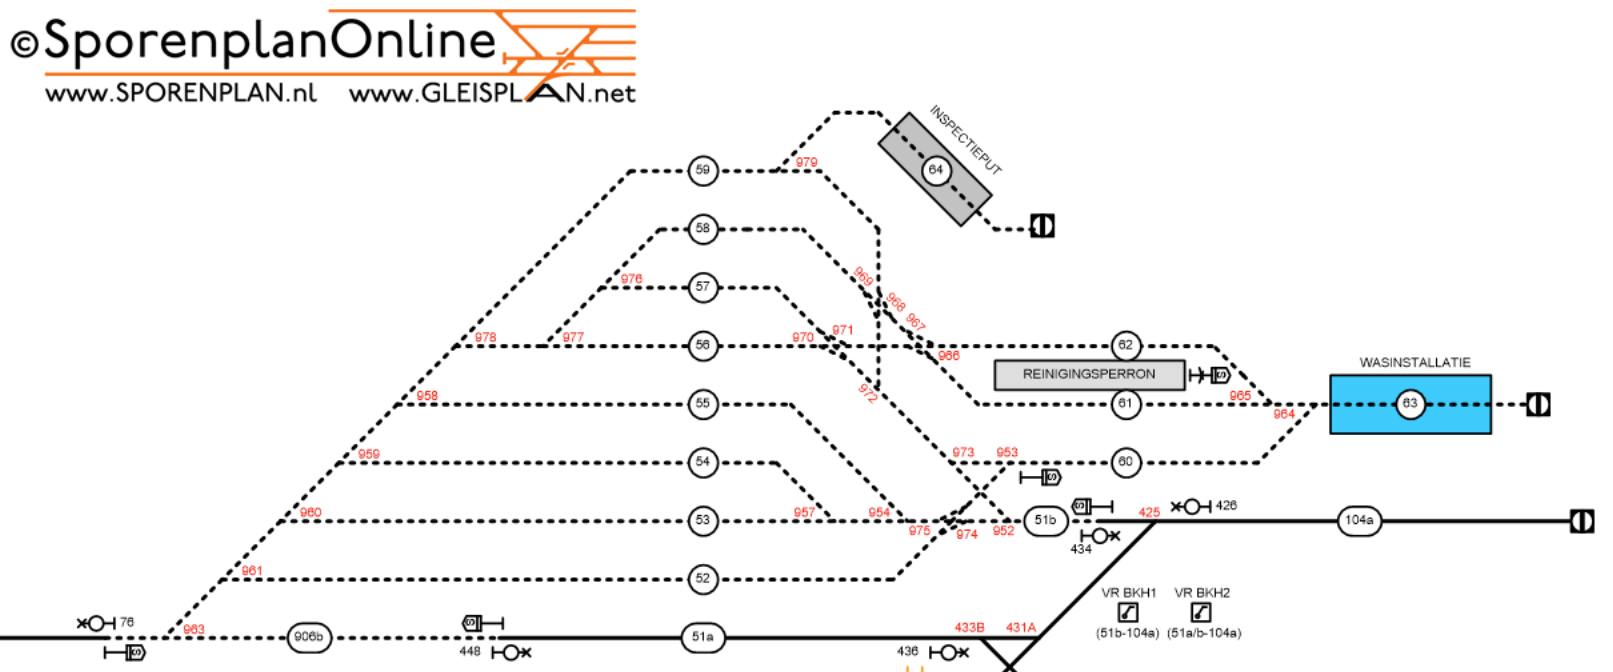 ©SporenplanOnline
www.SPORENPLAN.nl www.GLEISPLAN.net
INSPECTIEPUT
59
979
64
58
976
57
969
968
967
978
977
56
970
971
966
62
WASINSTALLATIE
REINIGINGSPERRON
S
958
55
972
61
965
964
63
959
54
973
953
60
S
960
53
957
954
975
974
952
51b
S
434
425
426
104a
961
52
VR BKH1
(51b-104a)
VR BKH2
(51a/b-104a)
76
S
963
906b
448
S
51a
436
433B
431A